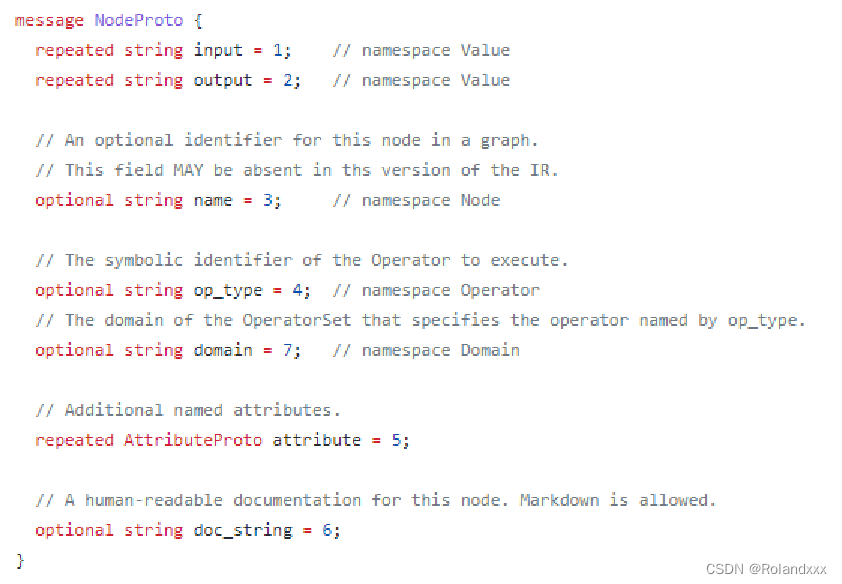 message NodeProto {
  repeated string input = 1;    // namespace Value
  repeated string output = 2;   // namespace Value

  // An optional identifier for this node in a graph.
  // This field MAY be absent in ths version of the IR.
  optional string name = 3;     // namespace Node

  // The symbolic identifier of the Operator to execute.
  optional string op_type = 4;  // namespace Operator
  // The domain of the OperatorSet that specifies the operator named by op_type.
  optional string domain = 7;   // namespace Domain

  // Additional named attributes.
  repeated AttributeProto attribute = 5;

  // A human-readable documentation for this node. Markdown is allowed.
  optional string doc_string = 6;
}
CSDN @Rolandxxx